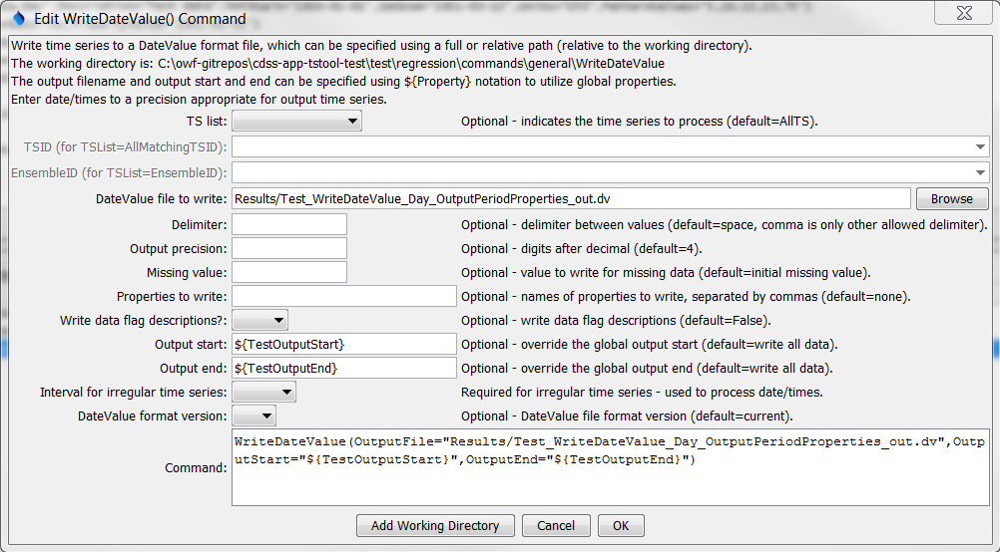 Edit WriteDateValue() Command
Write time series to a DateValue format file, which can be specified using a full or relative path (relative to the working directory).
The working directory is: C:\owf-gitrepos\cdss-app-tstool-test\test\regression\commands\general\WriteDateValue
The output filename and output start and end can be specified using ${Property} notation to utilize global properties.
Enter date/times to a precision appropriate for output time series.
TS list: Optional - indicates the time series to process (default=AllTS).
TSID (for TSList=AllMatchingTSID):
EnsembleID (for TSList=EnsembleID):
DateValue file to write: Results/Test_WriteDateValue_Day_OutputPeriodProperties_out.dv Browse
Delimiter: Optional - delimiter between values (default=space, comma is only other allowed delimiter).
Output precision: Optional - digits after decimal (default=4).
Missing value: Optional - value to write for missing data (default=initial missing value).
Properties to write: Optional - names of properties to write, separated by commas (default=none).
Write data flag descriptions?: Optional - write data flag descriptions (default=False).
Output start: ${TestOutputStart} Optional - override the global output start (default=write all data).
Output end: ${TestOutputEnd} Optional - override the global output end (default=write all data).
Interval for irregular time series: Required for irregular time series - used to process date/times.
DateValue format version: Optional - DateValue file format version (default=current).
Command: WriteDateValue(OutputFile="Results/Test_WriteDateValue_Day_OutputPeriodProperties_out.dv",Outp
utStart="${TestOutputStart}",OutputEnd="${TestOutputEnd}")
Add Working Directory Cancel OK